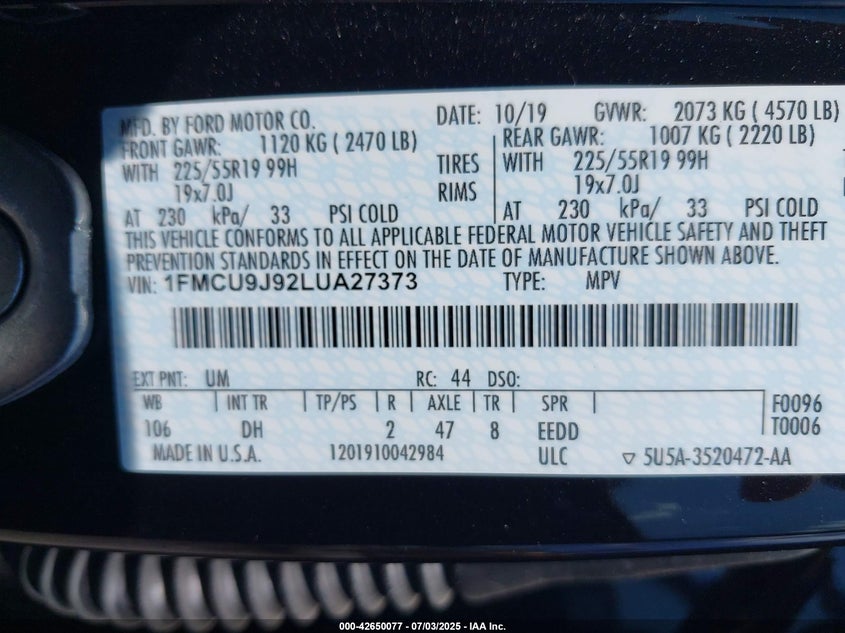 MFD. BY FORD MOTOR CO. DATE: 10/19 GVWR: 2073 KG ( 4570 LB)
FRONT GAWR: 1120 KG ( 2470 LB) REAR GAWR: 1007 KG ( 2220 LB)
WITH 225/55R19 99H TIRES WITH 225/55R19 99H
19x7.0J RIMS 19x7.0J
AT 230 kPa/ 33 PSI COLD AT 230 kPa/ 33 PSI COLD
THIS VEHICLE CONFORMS TO ALL APPLICABLE FEDERAL MOTOR VEHICLE SAFETY AND THEFT
PREVENTION STANDARDS IN EFFECT ON THE DATE OF MANUFACTURE SHOWN ABOVE.
VIN: 1FMCU9J92LUA27373 TYPE: MPV
EXT PNT: UM RC: 44 DSO:
WB INT TR TP/PS R AXLE TR SPR F0096
106 DH 2 47 8 EEDD T0006
MADE IN U.S.A. 1201910042984 ULC ▽ 5U5A-3520472-AA
000-42650077 - 07/03/2025 - IAA Inc.